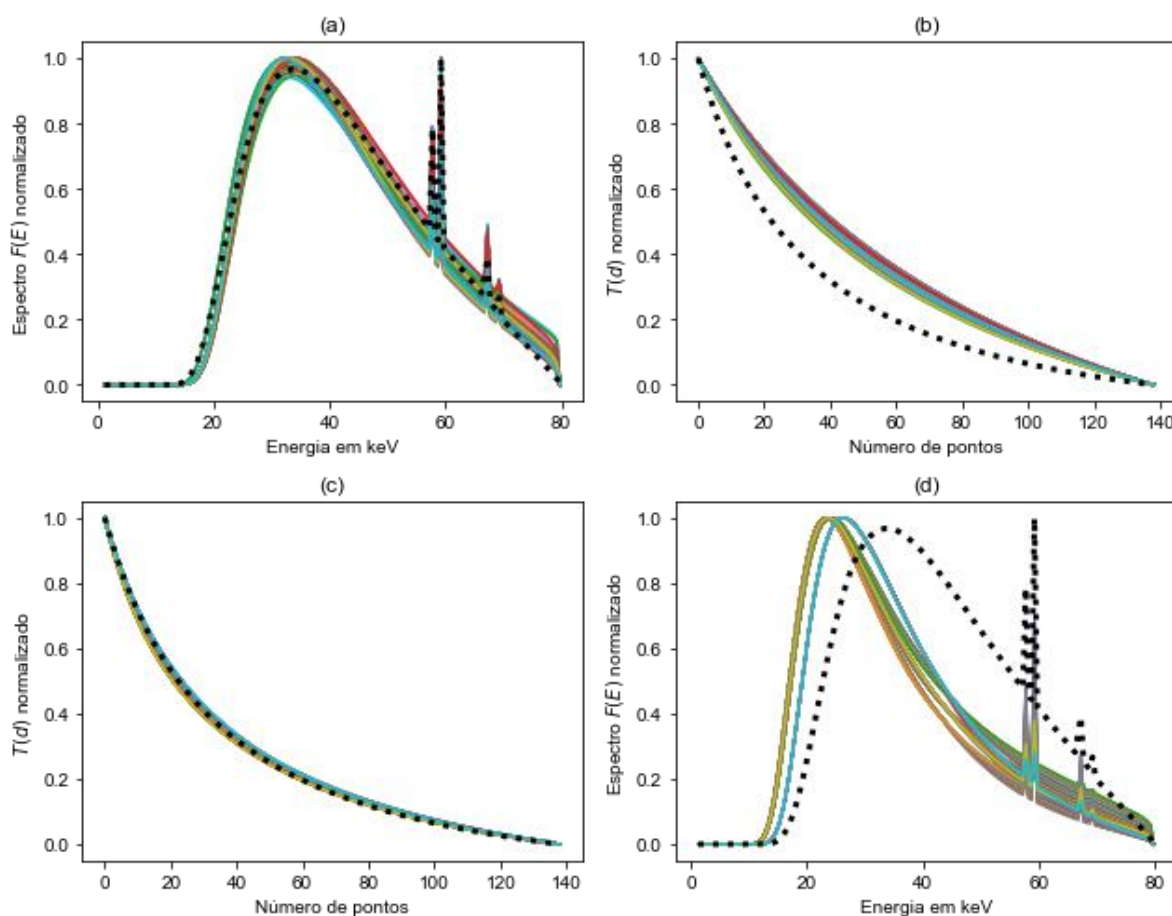 (a)
Espectro F(E) normalizado
1.0
0.8
0.6
0.4
0.2
0.0
0 20 40 60 80
Energia em keV
(b)
T(d) normalizado
1.0
0.8
0.6
0.4
0.2
0.0
0 20 40 60 80 100 120 140
Número de pontos
(c)
T(d) normalizado
1.0
0.8
0.6
0.4
0.2
0.0
0 20 40 60 80 100 120 140
Número de pontos
(d)
Espectro F(E) normalizado
1.0
0.8
0.6
0.4
0.2
0.0
0 20 40 60 80
Energia em keV